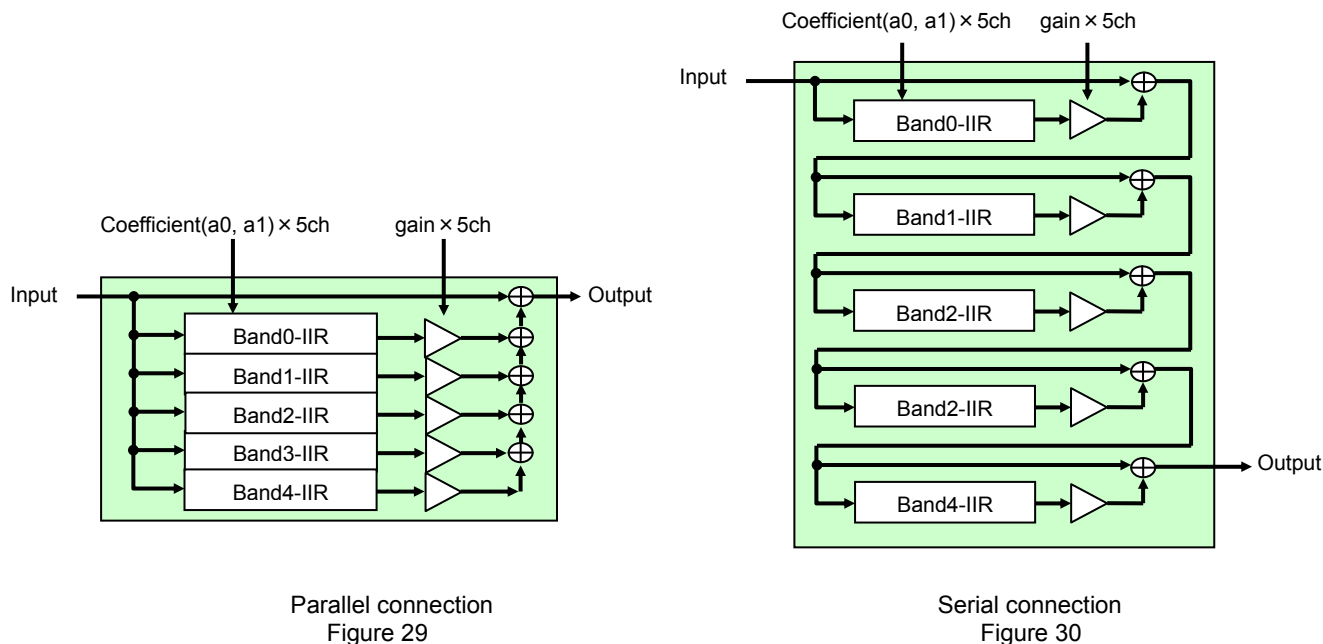 Coefficient(a0, a1)×5ch gain×5ch
Input
Band0-IIR
Band1-IIR
Band2-IIR
Band3-IIR
Band4-IIR
Output
Parallel connection
Figure 29
Coefficient(a0, a1)×5ch gain×5ch
Input
Band0-IIR
Band1-IIR
Band2-IIR
Band2-IIR
Band4-IIR
Output
Serial connection
Figure 30